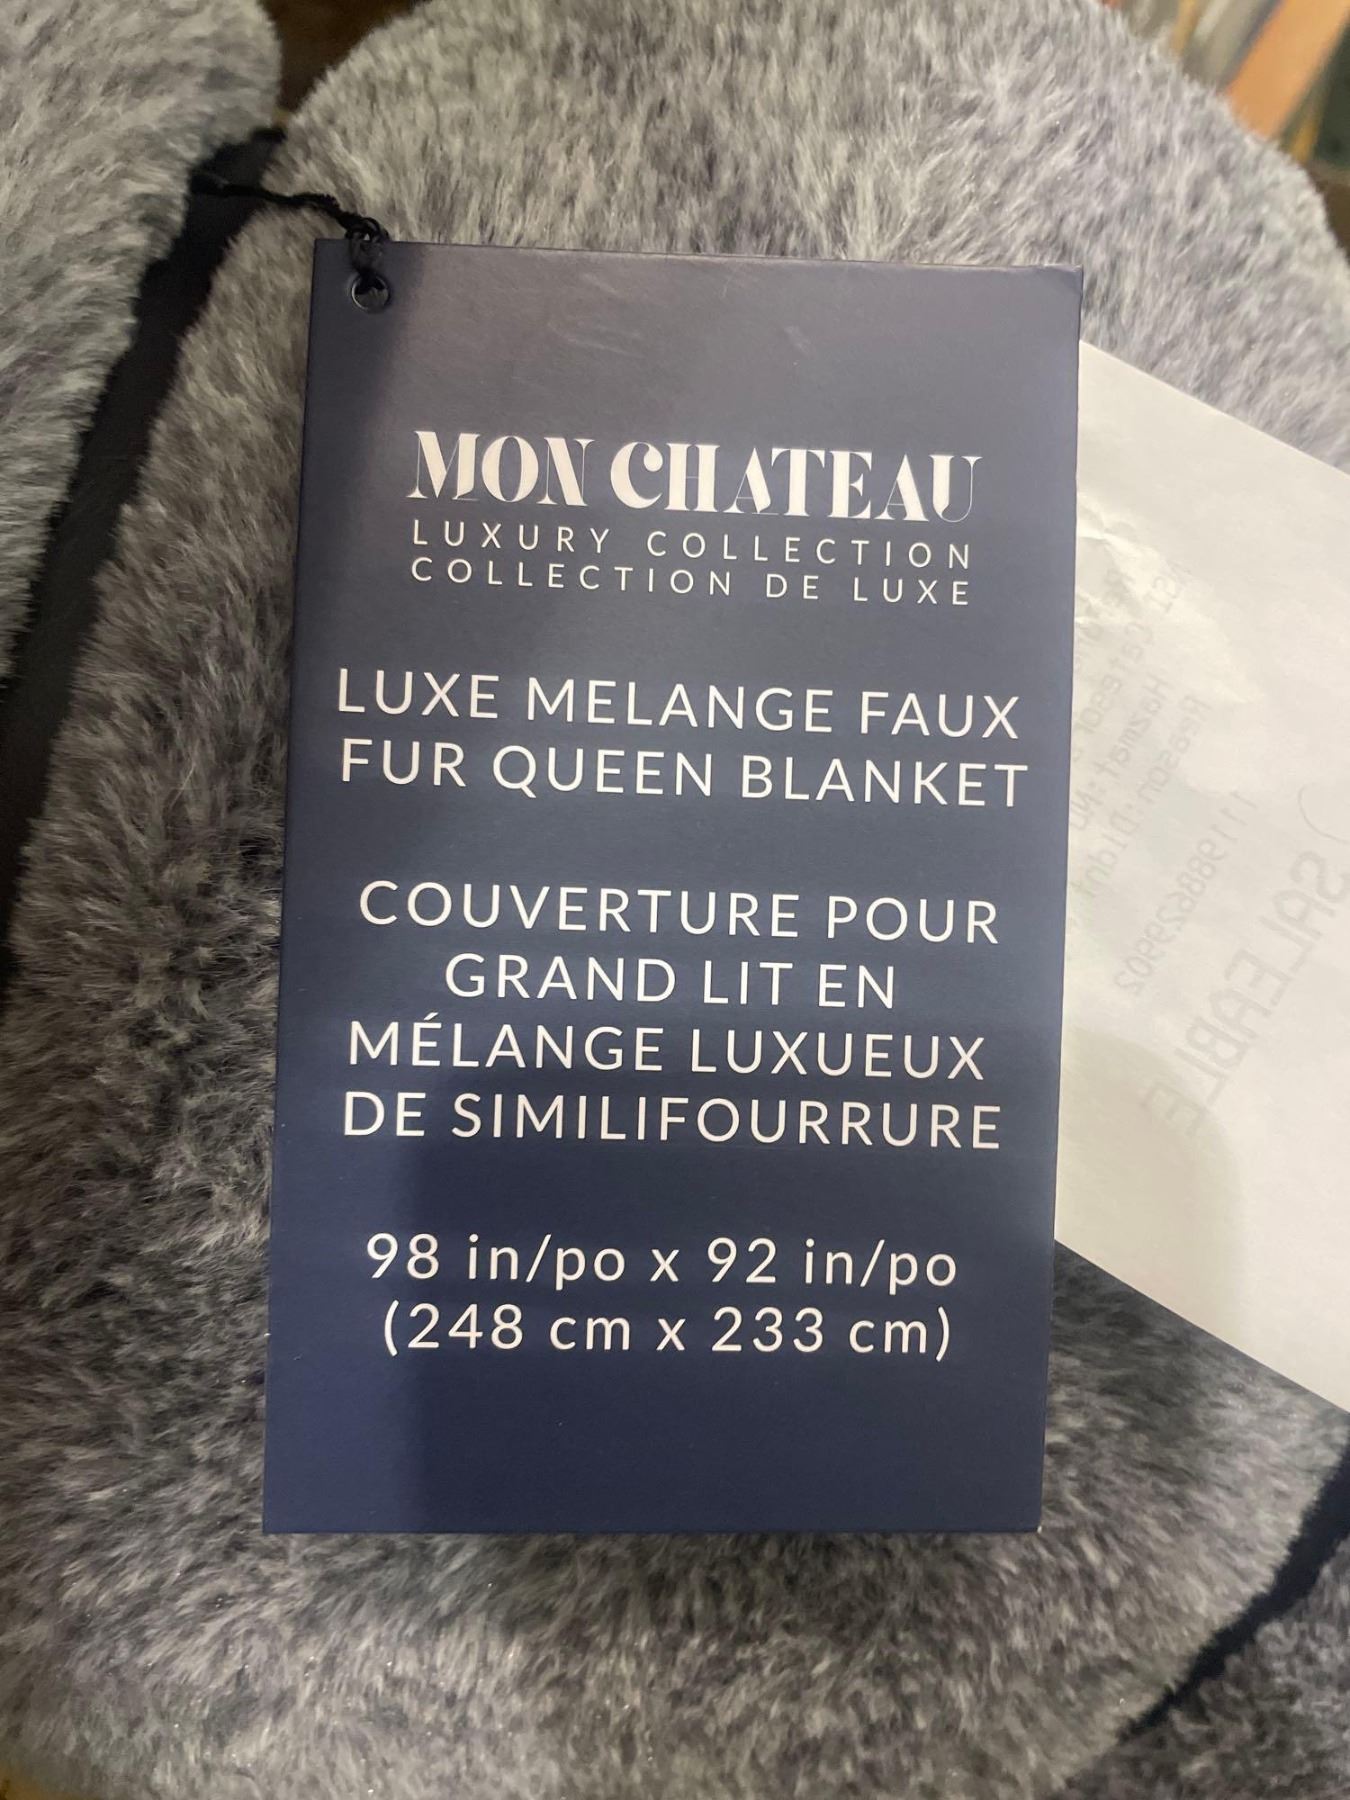 MON CHATEAU
LUXURY COLLECTION
COLLECTION DE LUXE
LUXE MELANGE FAUX
FUR QUEEN BLANKET
COUVERTURE POUR
GRAND LIT EN
MÉLANGE LUXUEUX
DE SIMILIFOURRURE
98 in/po x 92 in/po
(248 cm x 233 cm)
SALEABLE